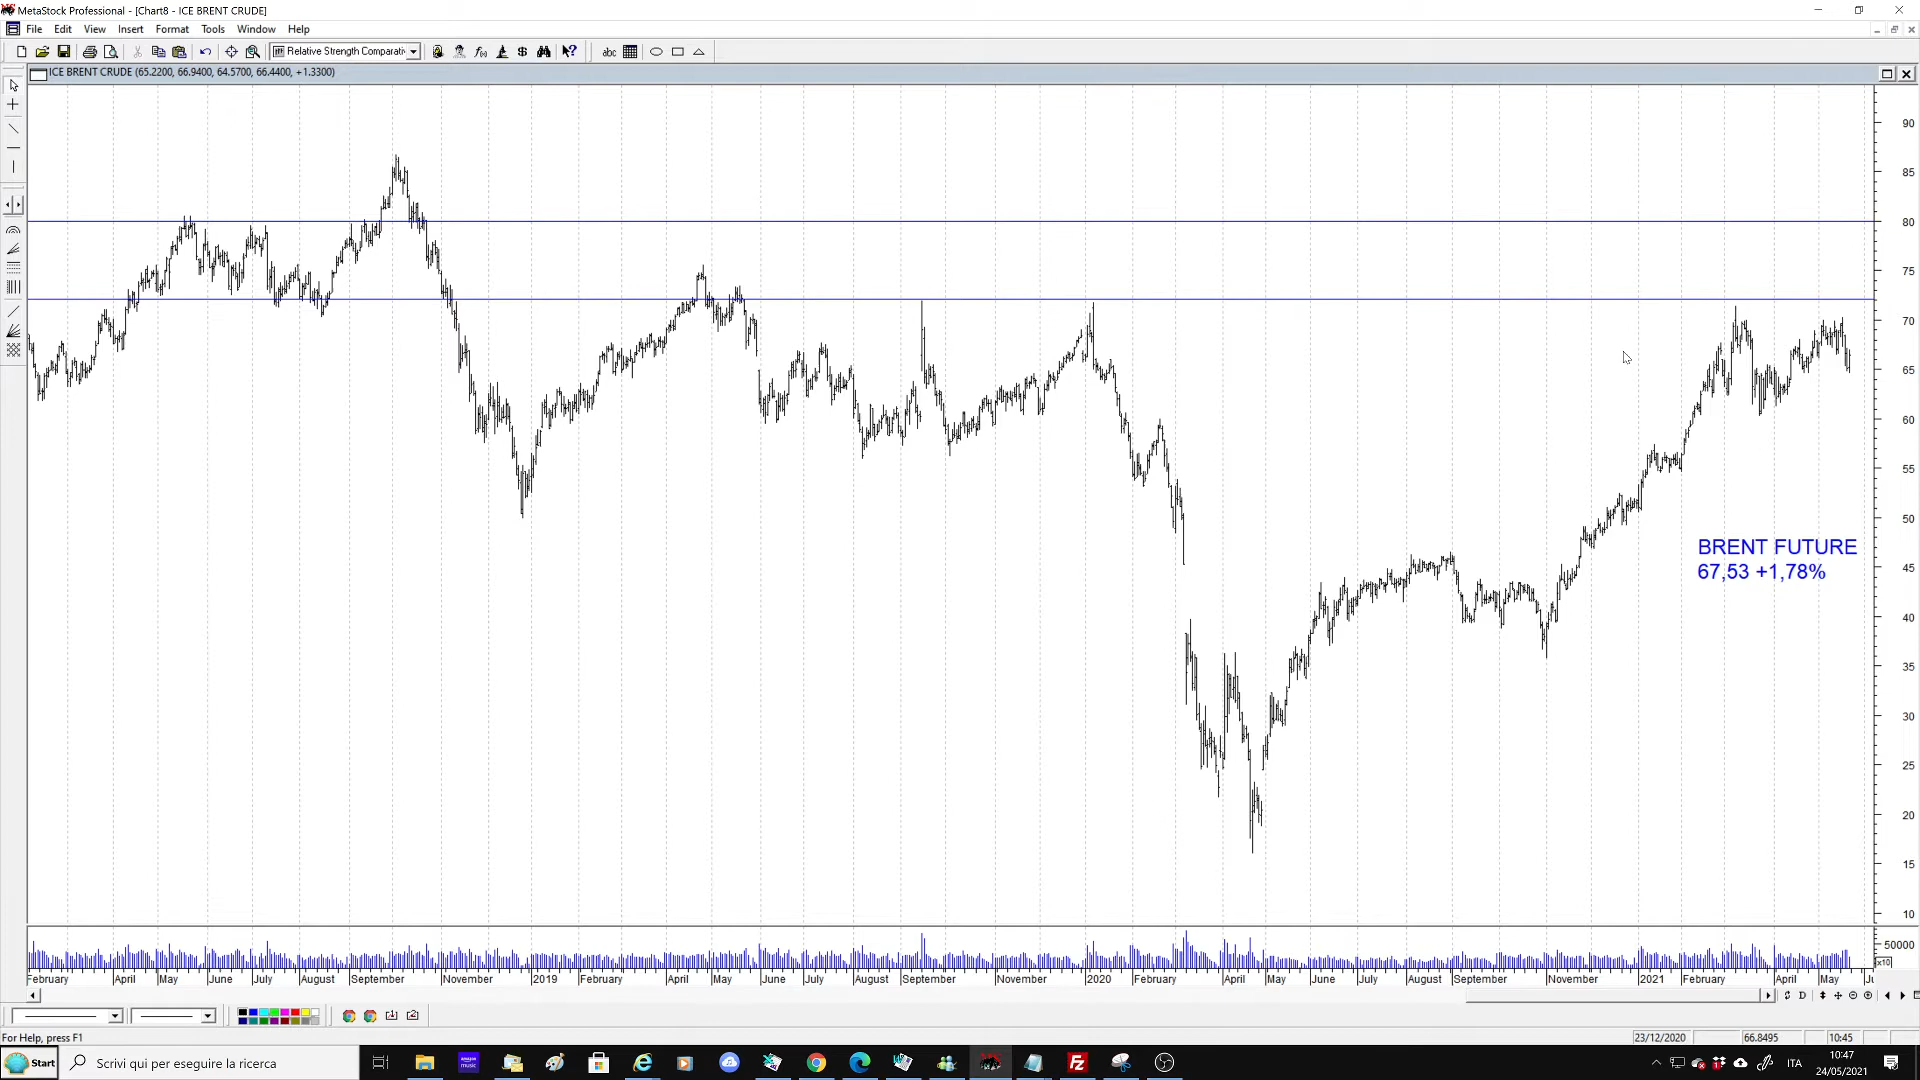 MetaStock Professional - [Chart8 - ICE BRENT CRUDE]
File Edit View Insert Format Tools Window Help
Relative Strength Comparati
abc
ICE BRENT CRUDE (65.2200, 66.9400, 64.5700, 66.4400, +1.3300)
90
85
80
75
70
65
60
55
50
45
40
35
30
25
20
15
10
BRENT FUTURE
67,53 +1,78%
50000
x10
February April May June July August September November 2019 February April May June July August September November 2020 February April May June July August September November 2021 February April May Ju
D
For Help, press F1
23/12/2020 66.8495 10:45
Start
Scrivi qui per eseguire la ricerca
amazon music
ITA
10:47
24/05/2021